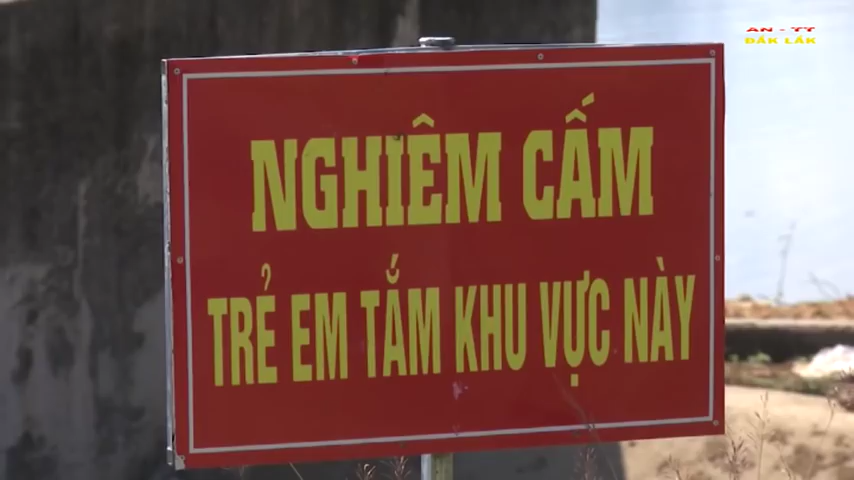 AN - TT
ĐẮK LẮK
NGHIÊM CẤM
TRẺ EM TẮM KHU VỰC NÀY